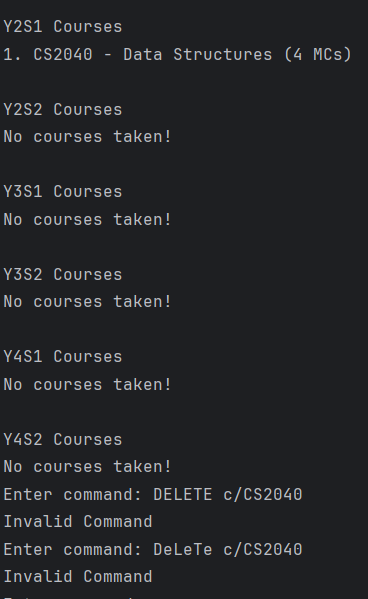 Y2S1 Courses
1. CS2040 - Data Structures (4 MCs)
Y2S2 Courses
No courses taken!
Y3S1 Courses
No courses taken!
Y3S2 Courses
No courses taken!
Y4S1 Courses
No courses taken!
Y4S2 Courses
No courses taken!
Enter command: DELETE c/CS2040
Invalid Command
Enter command: DeLeTe c/CS2040
Invalid Command